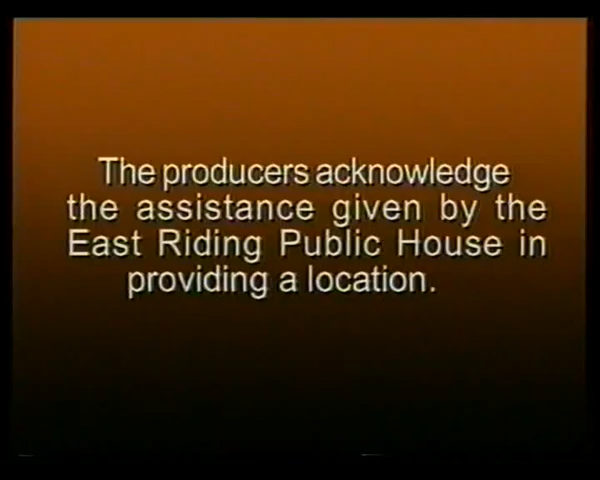 The producers acknowledge
the assistance given by the
East Riding Public House in
providing a location.